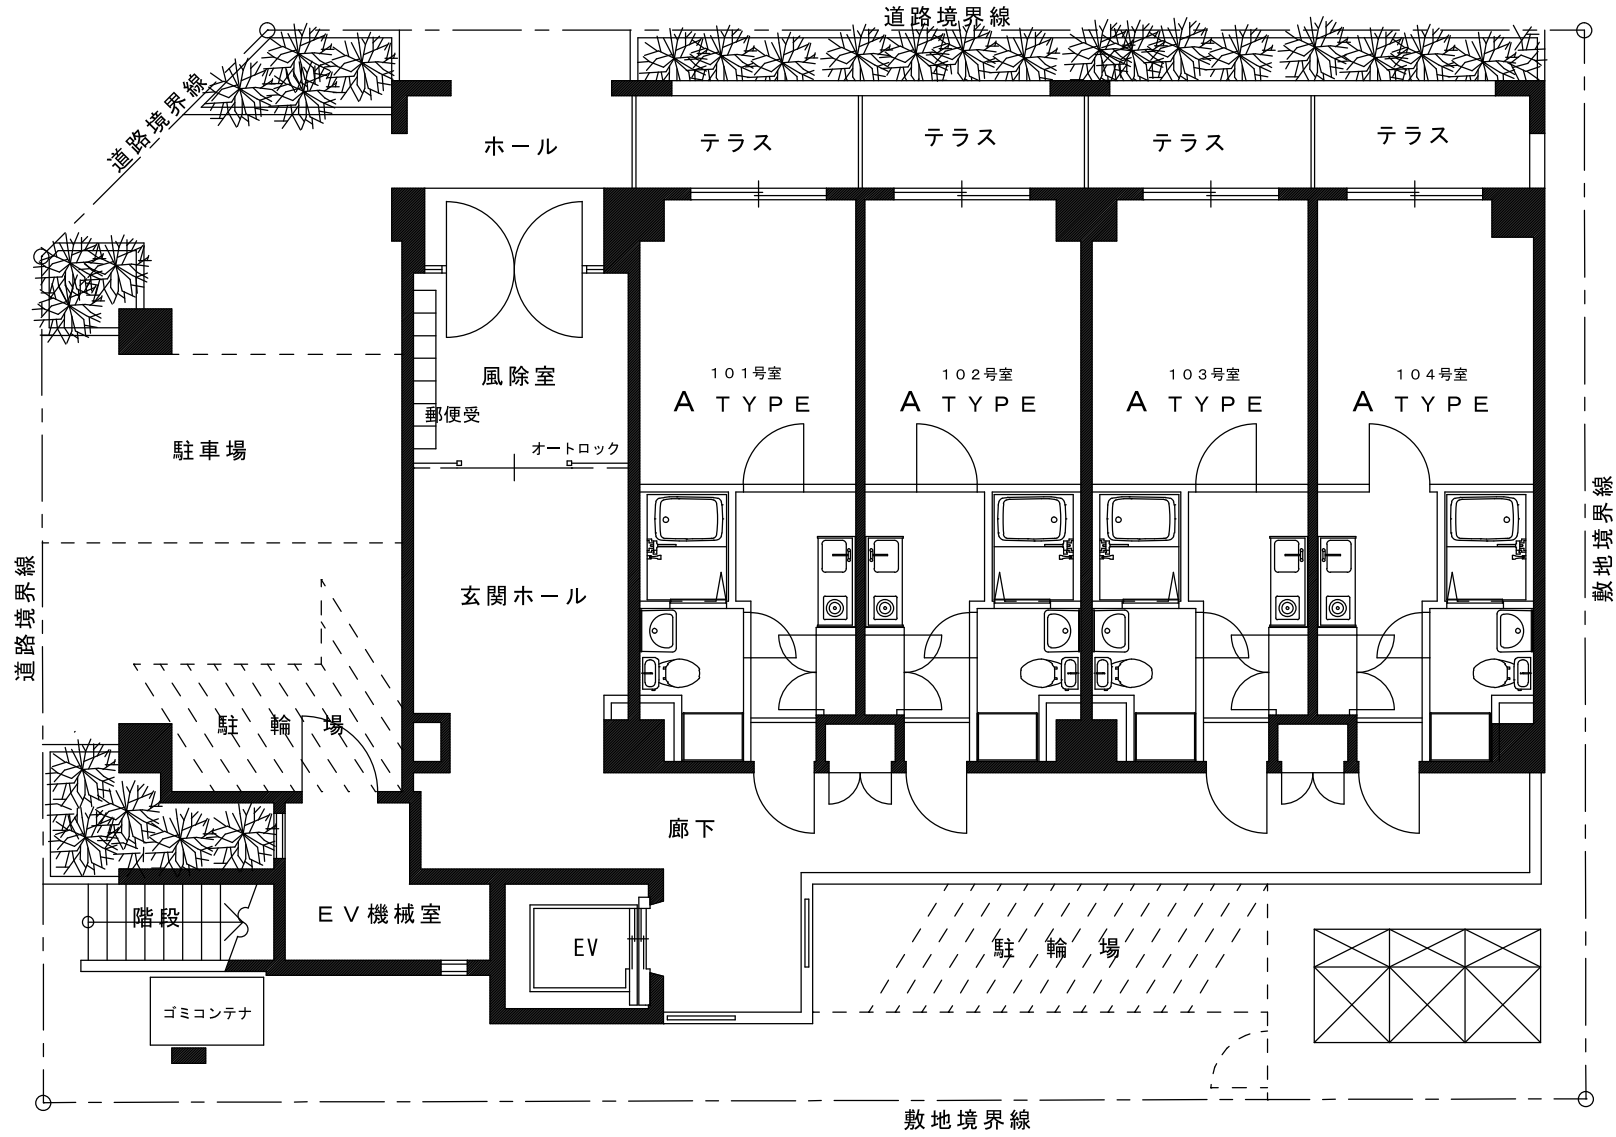 道路境界線
道路境界線
ホール
テラス
テラス
テラス
テラス
風除室
郵便受
オートロック
101号室
A TYPE
102号室
A TYPE
103号室
A TYPE
104号室
A TYPE
駐車場
玄関ホール
道路境界線
敷地境界線
駐輪場
廊下
階段
EV機械室
EV
駐輪場
ゴミコンテナ
敷地境界線